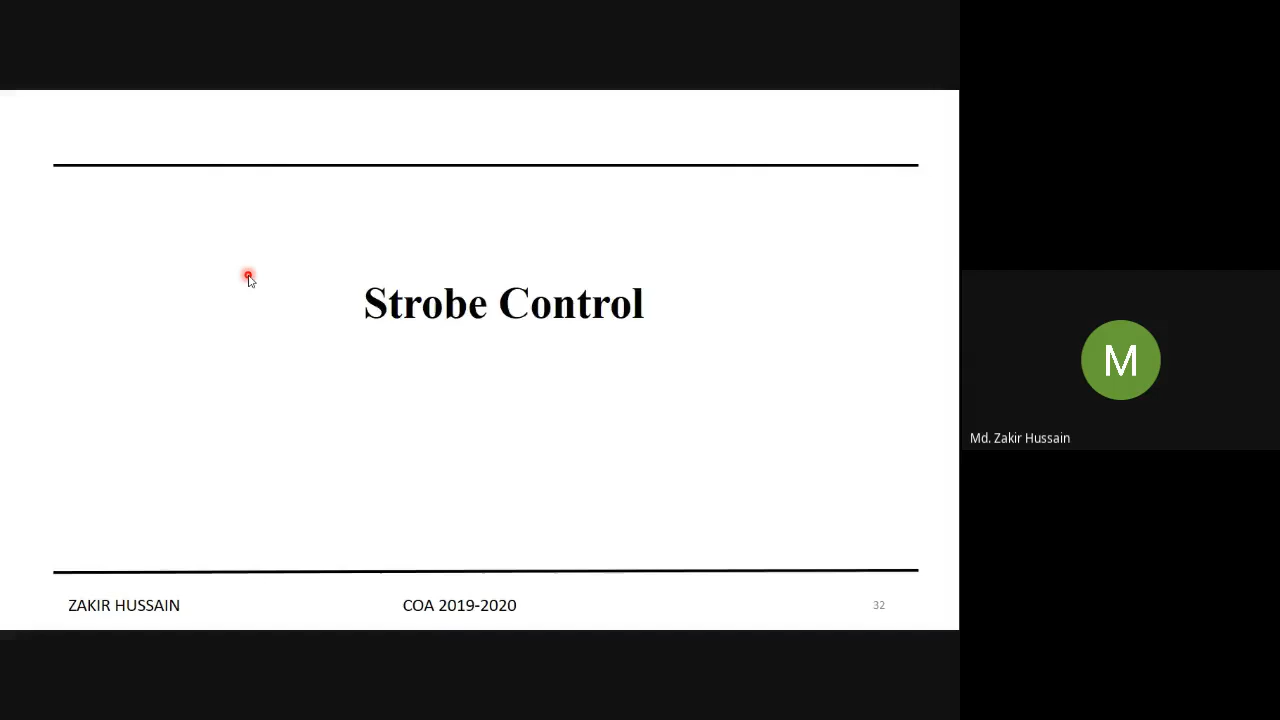 Strobe Control
M
Md. Zakir Hussain
ZAKIR HUSSAIN
COA 2019-2020
32